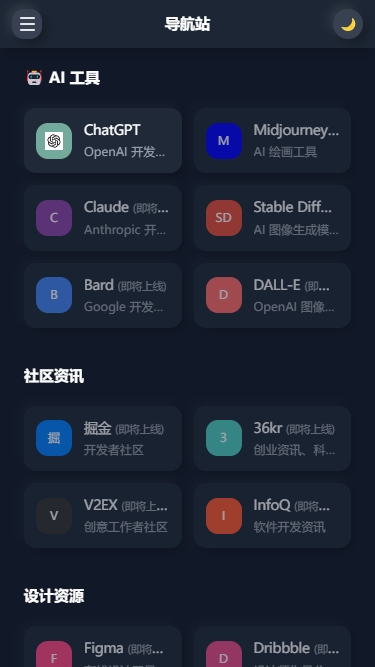 导航站
AI 工具
ChatGPT
OpenAI 开发...
M
Midjourney...
AI 绘画工具
C
Claude (即将...
Anthropic 开...
SD
Stable Diff...
AI 图像生成模...
B
Bard (即将上线)
Google 开发...
D
DALL-E (即...
OpenAI 图像...
社区资讯
掘
掘金 (即将上线)
开发者社区
3
36kr (即将上线)
创业资讯、科...
V
V2EX (即将上...
创意工作者社区
I
InfoQ (即将...
软件开发资讯
设计资源
F
Figma (即将...
D
Dribbble (即...